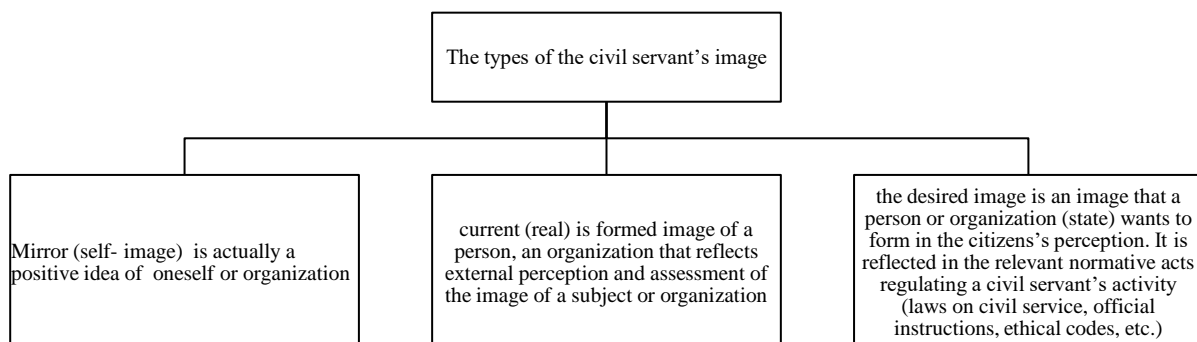 The types of the civil servant’s image
Mirror (self- image) is actually a
positive idea of oneself or organization
current (real) is formed image of a
person, an organization that reflects
external perception and assessment of
the image of a subject or organization
the desired image is an image that a
person or organization (state) wants to
form in the citizens’s perception. It is
reflected in the relevant normative acts
regulating a civil servant’s activity
(laws on civil service, official
instructions, ethical codes, etc.)